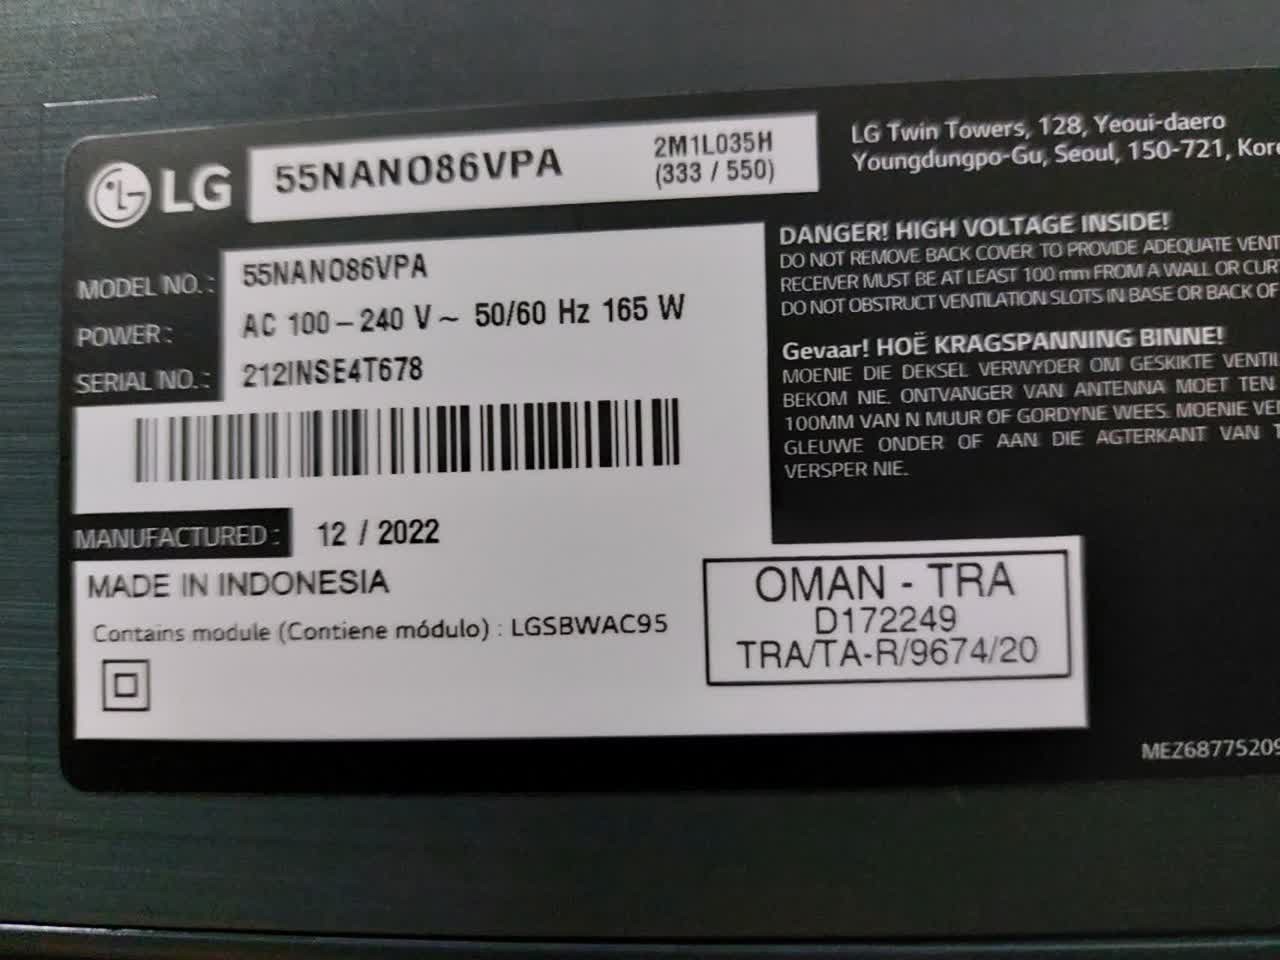 LG
55NANO86VPA
2M1L035H
(333 / 550)
LG Twin Towers, 128, Yeoui-daero
Youngdungpo-Gu, Seoul, 150-721,
MODEL NO. : 55NANO86VPA
POWER : AC 100 – 240 V ~ 50/60 Hz 165 W
SERIAL NO. : 212INSE4T678
MANUFACTURED : 12 / 2022
MADE IN INDONESIA
Contains module (Contiene módulo) : LGSBWAC95
DANGER! HIGH VOLTAGE INSIDE!
DO NOT REMOVE BACK COVER. TO PROVIDE ADEQUATE
RECEIVER MUST BE AT LEAST 100 mm FROM A WALL OR
DO NOT OBSTRUCT VENTILATION SLOTS IN BASE OR BACK OF
Gevaar! HOË KRAGSPANNING BINNE!
MOENIE DIE DEKSEL VERWYDER OM GESKIKTE
BEKOM NIE. ONTVANGER VAN ANTENNA MOET TEN
100MM VAN N MUUR OF GORDYNE WEES. MOENIE
GLEUWE ONDER OF AAN DIE AGTERKANT VAN
VERSPER NIE.
OMAN - TRA
D172249
TRA/TA-R/9674/20
MEZ68775209